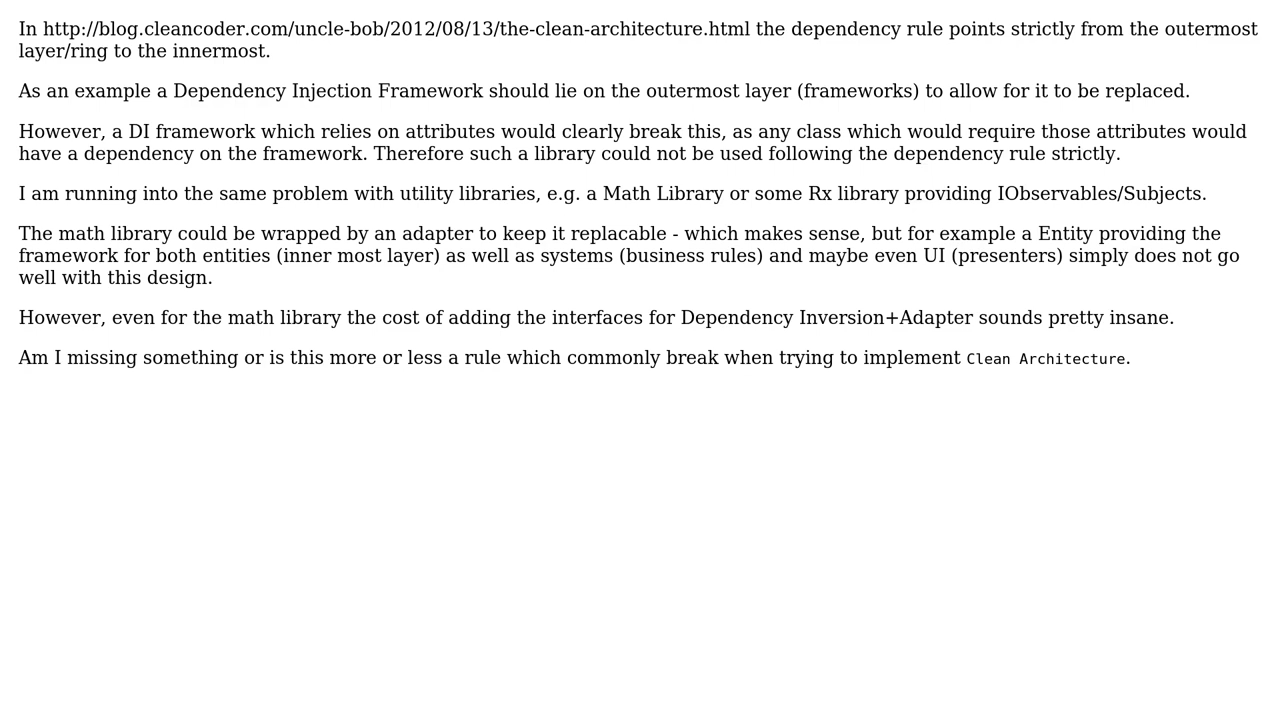 In http://blog.cleancoder.com/uncle-bob/2012/08/13/the-clean-architecture.html the dependency rule points strictly from the outermost
layer/ring to the innermost.
As an example a Dependency Injection Framework should lie on the outermost layer (frameworks) to allow for it to be replaced.
However, a DI framework which relies on attributes would clearly break this, as any class which would require those attributes would
have a dependency on the framework. Therefore such a library could not be used following the dependency rule strictly.
I am running into the same problem with utility libraries, e.g. a Math Library or some Rx library providing IObservables/Subjects.
The math library could be wrapped by an adapter to keep it replacable - which makes sense, but for example a Entity providing the
framework for both entities (inner most layer) as well as systems (business rules) and maybe even UI (presenters) simply does not go
well with this design.
However, even for the math library the cost of adding the interfaces for Dependency Inversion+Adapter sounds pretty insane.
Am I missing something or is this more or less a rule which commonly break when trying to implement Clean Architecture.